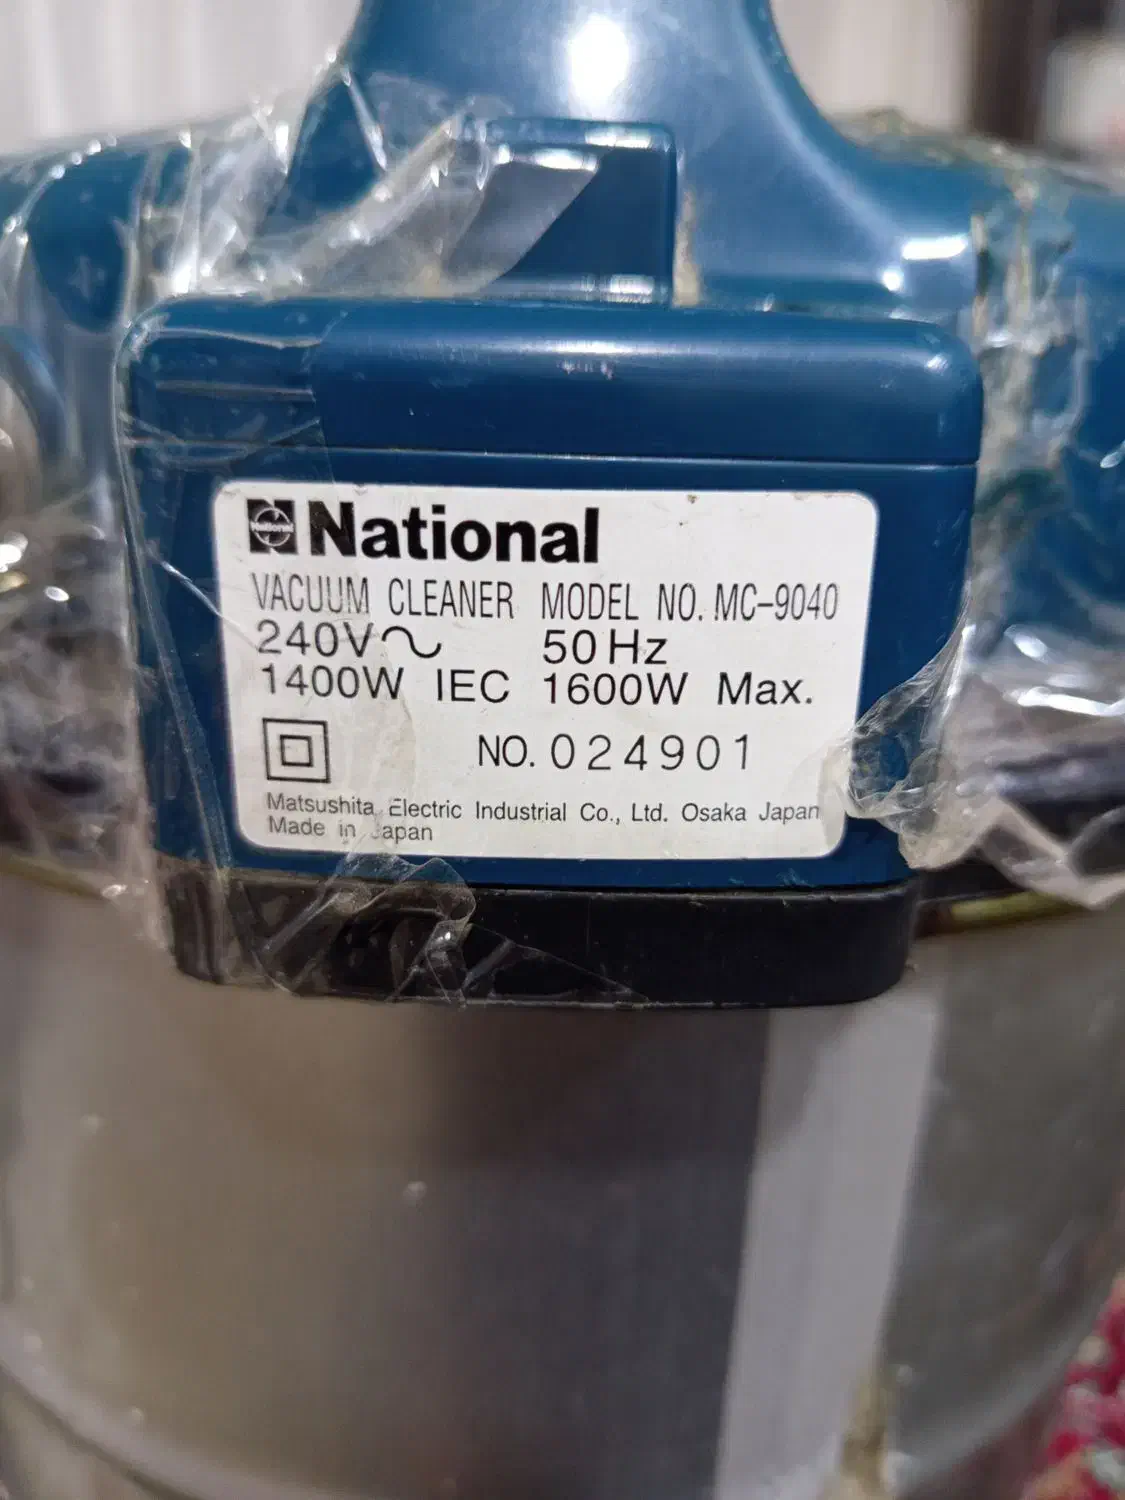 National
VACUUM CLEANER MODEL NO. MC-9040
240V∿ 50Hz
1400W IEC 1600W Max.
NO. 024901
Matsushita Electric Industrial Co., Ltd. Osaka Japan
Made in Japan